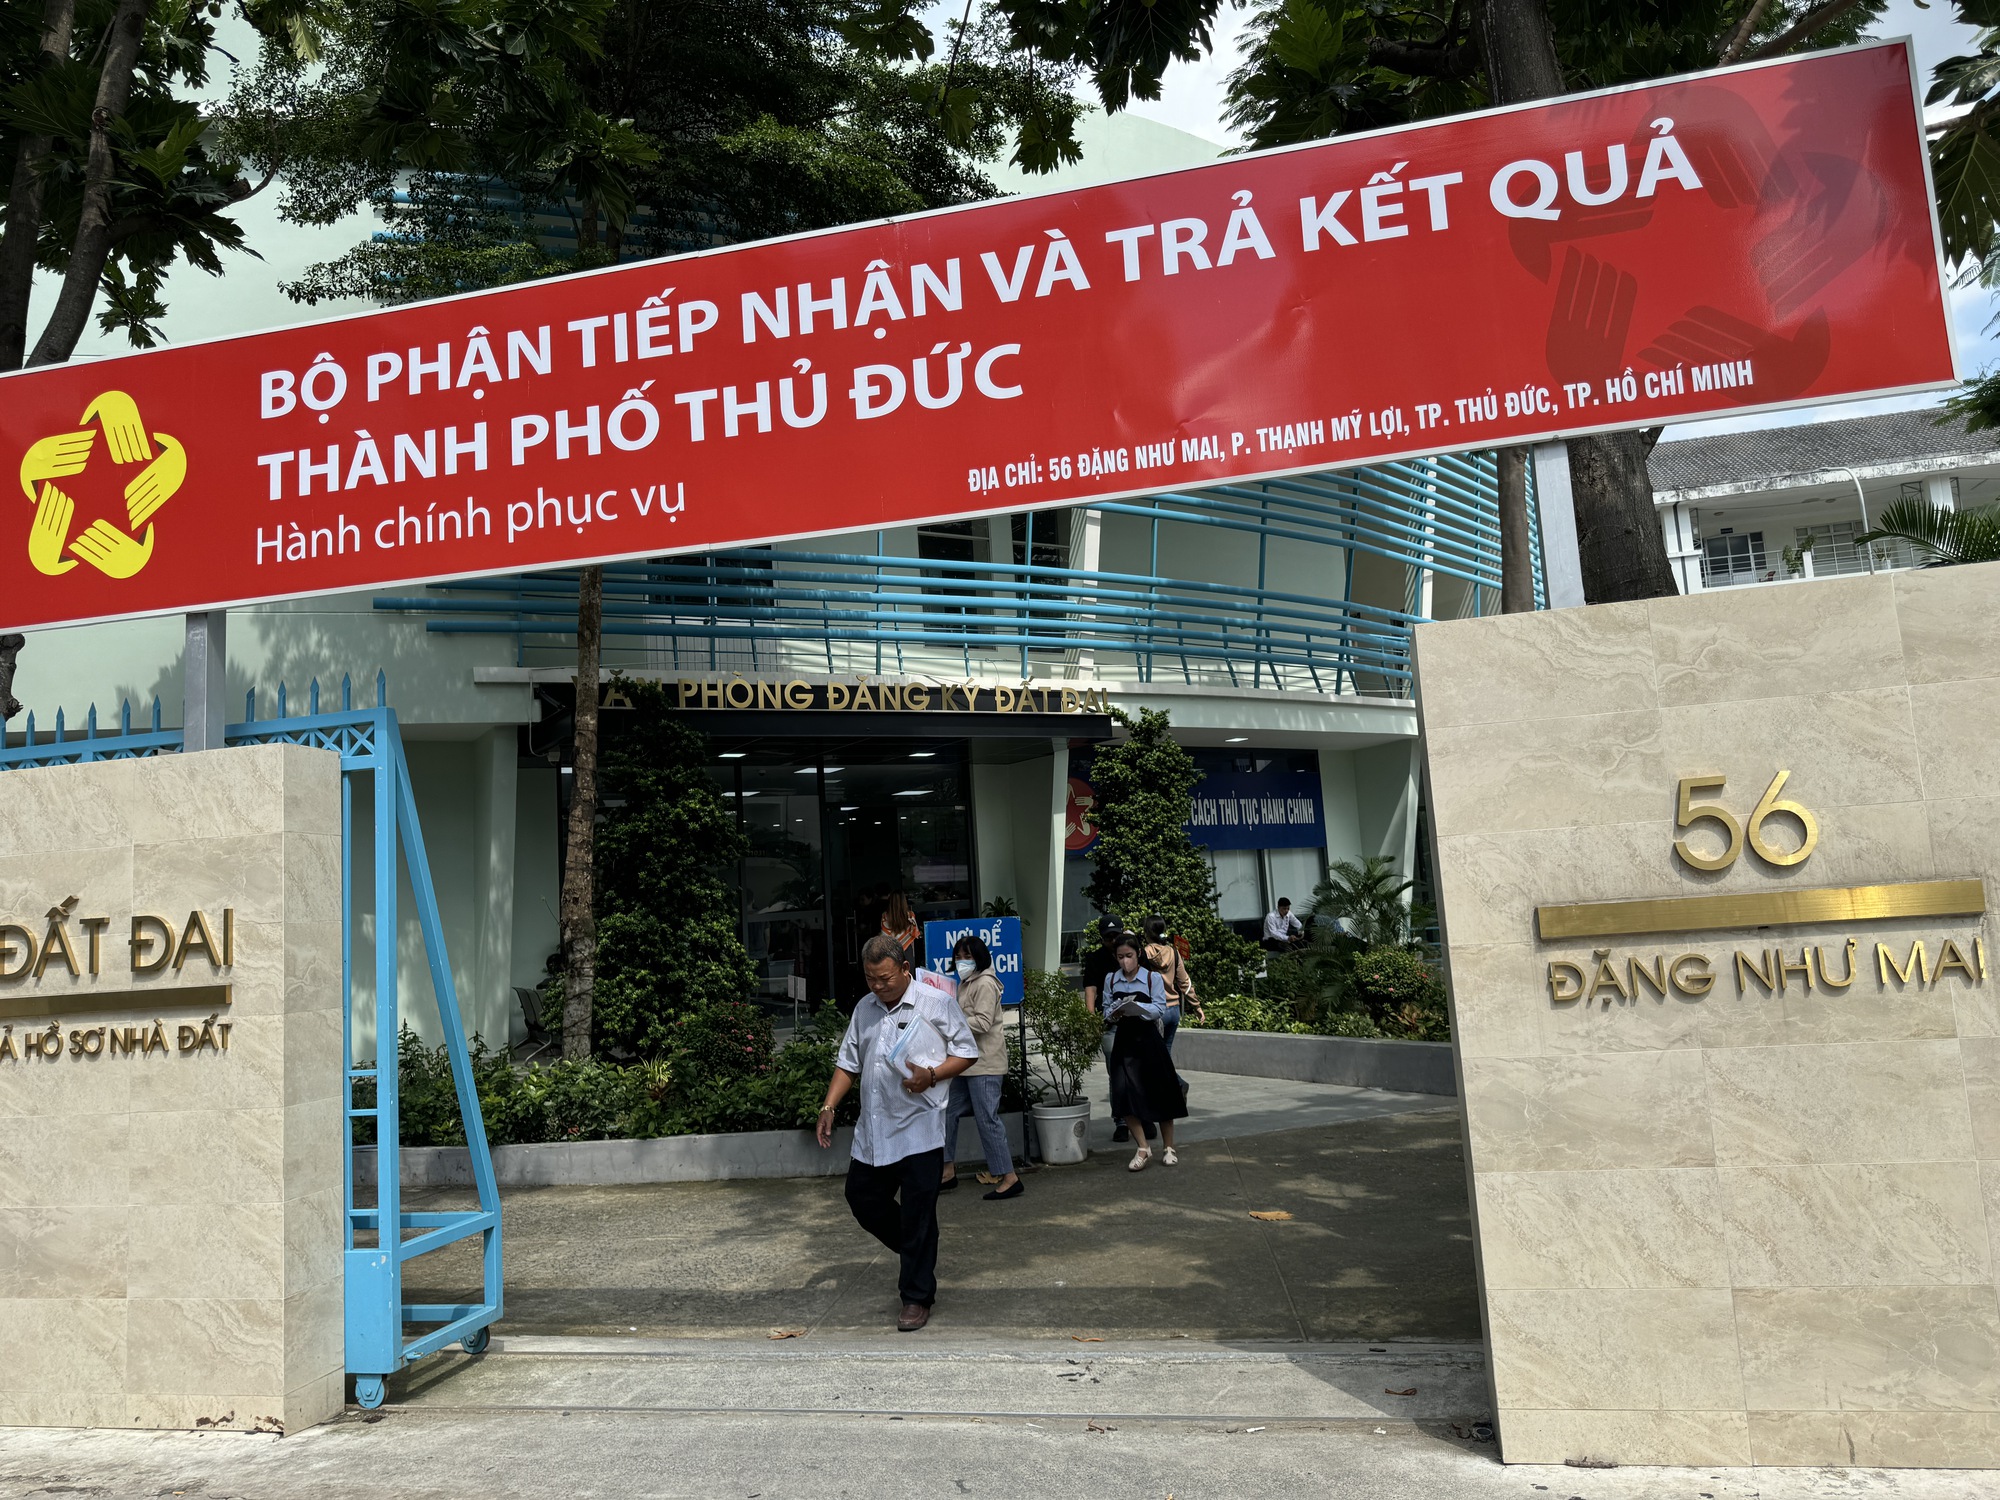 BỘ PHẬN TIẾP NHẬN VÀ TRẢ KẾT QUẢ
THÀNH PHỐ THỦ ĐỨC
Hành chính phục vụ
ĐỊA CHỈ: 56 ĐẶNG NHƯ MAI, P. THẠNH MỸ LỢI, TP. THỦ ĐỨC, TP. HỒ CHÍ MINH
PHÒNG ĐĂNG KÝ ĐẤT ĐAI
CÁCH THỦ TỤC HÀNH CHÍNH
NƠI ĐỂ
XE
ĐẤT ĐAI
HỒ SƠ NHÀ ĐẤT
56
ĐẶNG NHƯ MAI